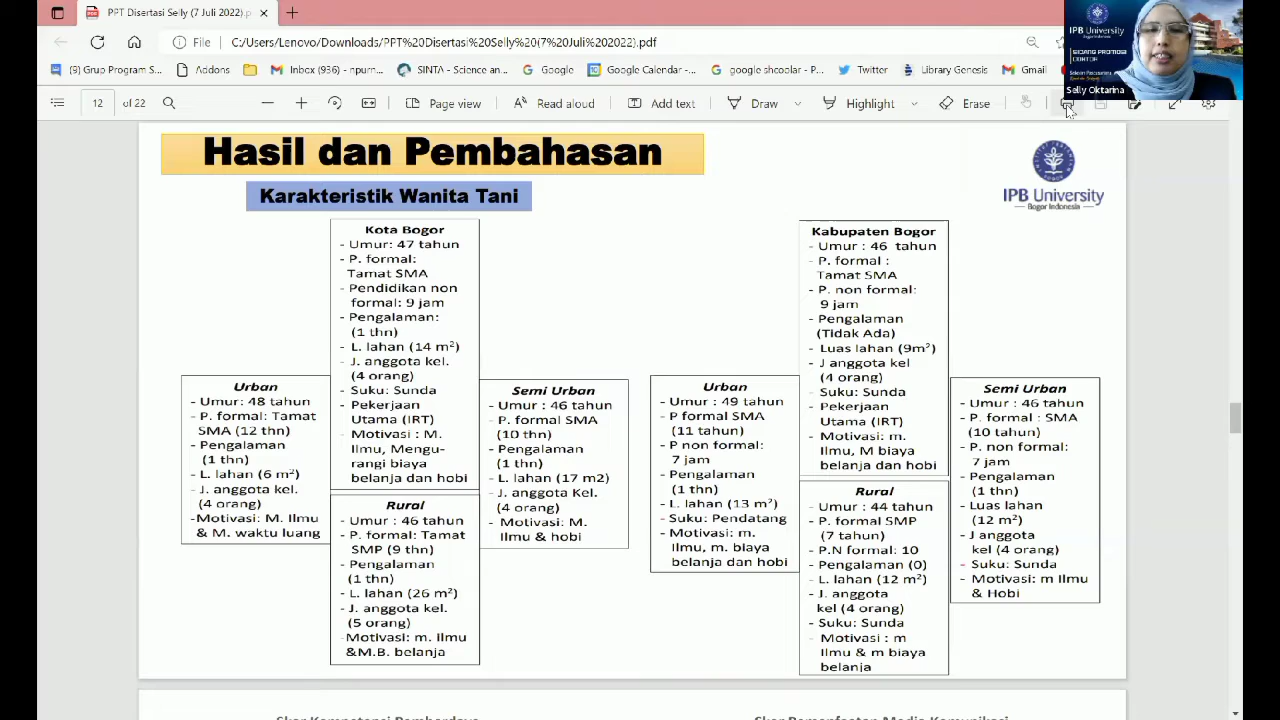 PPT Disertasi Selly (7 Juli 2022).p
File
C:/Users/Lenovo/Downloads/PPT%20Disertasi%20Selly%20(7%20Juli%202022).pdf
(9) Grup Program S...
Addons
Inbox (936) - npur...
SINTA - Science an...
Google
Google Calendar -...
google shcoolar
Twitter
Library Genesis
Gmail
12 of 22
Page view
Read aloud
Add text
Draw
Highlight
Erase
IPB University
Bogor Indonesia
SIDANG PROMOSI
DOKTOR
Selly Oktarina
Hasil dan Pembahasan
Karakteristik Wanita Tani
IPB University
Bogor Indonesia
Kota Bogor
- Umur: 47 tahun
- P. formal:
Tamat SMA
- Pendidikan non
formal: 9 jam
- Pengalaman:
(1 thn)
- L. lahan (14 m²)
- J. anggota kel.
(4 orang)
- Suku: Sunda
- Pekerjaan
Utama (IRT)
- Motivasi : M.
Ilmu, Mengu-
rangi biaya
belanja dan hobi
Urban
- Umur: 48 tahun
- P. formal: Tamat
SMA (12 thn)
- Pengalaman
(1 thn)
- L. lahan (6 m²)
- J. anggota kel.
(4 orang)
-Motivasi: M. Ilmu
& M. waktu luang
Semi Urban
- Umur : 46 tahun
- P. formal SMA
(10 thn)
- Pengalaman
(1 thn)
- L. lahan (17 m2)
- J. anggota Kel.
(4 orang)
- Motivasi: M.
Ilmu & hobi
Rural
- Umur : 46 tahun
- P. formal: Tamat
SMP (9 thn)
- Pengalaman
(1 thn)
- L. lahan (26 m²)
- J. anggota kel.
(5 orang)
-Motivasi: m. Ilmu
&M.B. belanja
Kabupaten Bogor
- Umur : 46 tahun
- P. formal :
Tamat SMA
- P. non formal:
9 jam
- Pengalaman
(Tidak Ada)
- Luas lahan (9m²)
- J anggota kel
(4 orang)
- Suku: Sunda
- Pekerjaan
Utama (IRT)
- Motivasi : m.
Ilmu, M biaya
belanja dan hobi
Urban
- Umur : 49 tahun
- P formal SMA
(11 tahun)
- P non formal:
7 jam
- Pengalaman
(1 thn)
- L. lahan (13 m²)
- Suku: Pendatang
- Motivasi: m.
Ilmu, m. biaya
belanja dan hobi
Semi Urban
- Umur : 46 tahun
- P. formal : SMA
(10 tahun)
- P. non formal:
7 jam
- Pengalaman
(1 thn)
- Luas lahan
(12 m²)
- J anggota
kel (4 orang)
- Suku: Sunda
- Motivasi: m Ilmu
& Hobi
Rural
- Umur : 44 tahun
- P. formal SMP
(7 tahun)
- P.N formal: 10
- Pengalaman (0)
- L. lahan (12 m²)
- J. anggota
kel (4 orang)
- Suku: Sunda
- Motivasi : m
Ilmu & m biaya
belanja